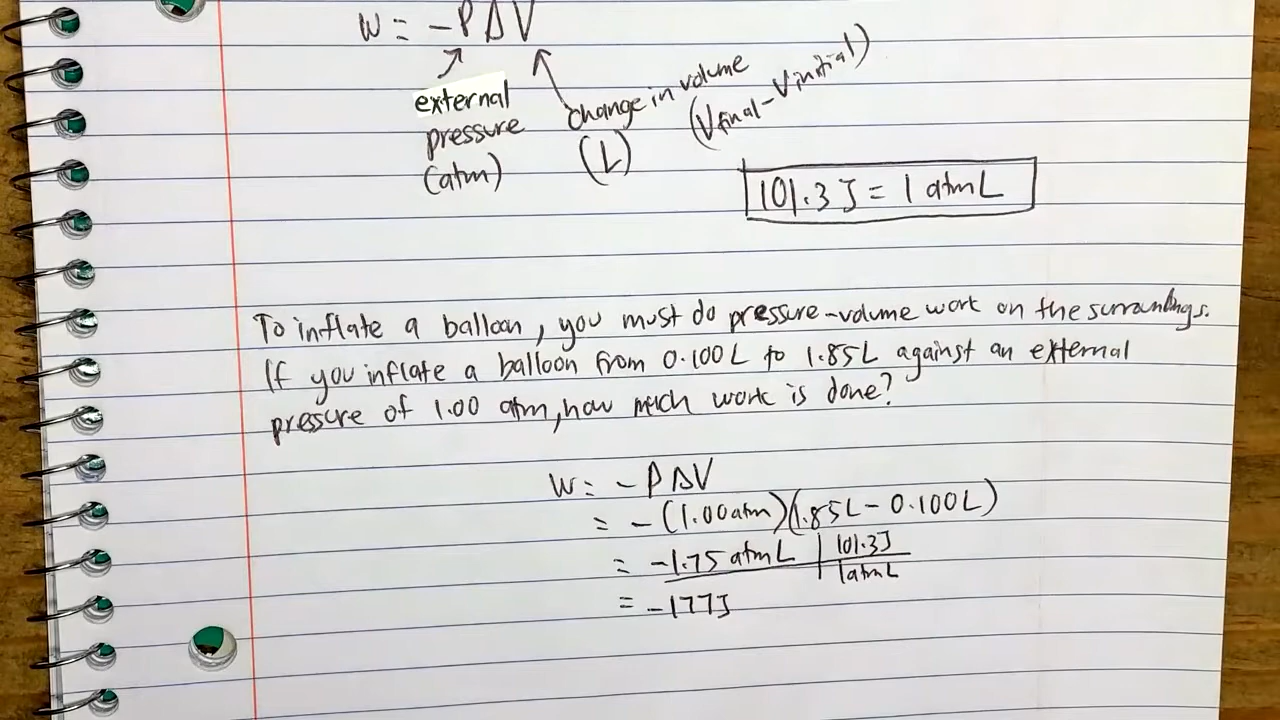 W = -PΔV
external
pressure
(atm)
change in volume
(L)
(Vfinal - Vinitial)
101.3 J = 1 atm L
To inflate a balloon, you must do pressure-volume work on the surroundings.
If you inflate a balloon from 0.100 L to 1.85 L against an external
pressure of 1.00 atm, how much work is done?
W = -PΔV
= -(1.00 atm)(1.85 L - 0.100 L)
= -1.75 atm L | 101.3 J
1 atm L
= -177 J